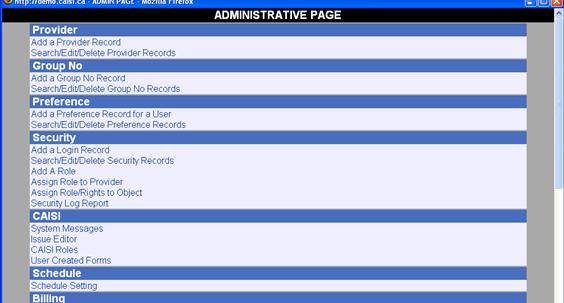 http://demo.caisi.ca - ADMIN PAGE - Mozilla Firefox
ADMINISTRATIVE PAGE
Provider
Add a Provider Record
Search/Edit/Delete Provider Records
Group No
Add a Group No Record
Search/Edit/Delete Group No Records
Preference
Add a Preference Record for a User
Search/Edit/Delete Preference Records
Security
Add a Login Record
Search/Edit/Delete Security Records
Add A Role
Assign Role to Provider
Assign Role/Rights to Object
Security Log Report
CAISI
System Messages
Issue Editor
CAISI Roles
User Created Forms
Schedule
Schedule Setting
Billing